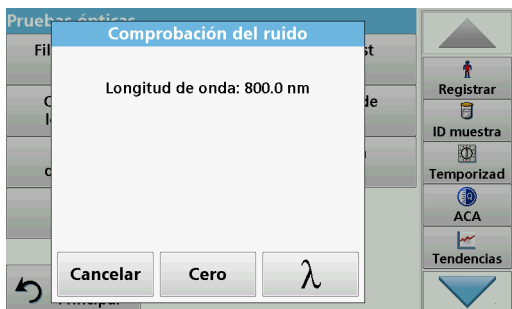 Pruebas ópticas
Comprobación del ruido
Longitud de onda: 800.0 nm
Cancelar
Cero
λ
Principal
Registrar
ID muestra
Temporizad
ACA
Tendencias